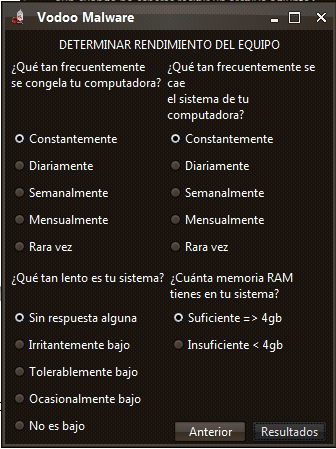 Vodoo Malware
DETERMINAR RENDIMIENTO DEL EQUIPO
¿Qué tan frecuentemente
se congela tu computadora?
Constantemente
Diariamente
Semanalmente
Mensualmente
Rara vez
¿Qué tan frecuentemente se
cae
el sistema de tu
computadora?
Constantemente
Diariamente
Semanalmente
Mensualmente
Rara vez
¿Qué tan lento es tu sistema?
Sin respuesta alguna
Irritantemente bajo
Tolerablemente bajo
Ocasionalmente bajo
No es bajo
¿Cuánta memoria RAM
tienes en tu sistema?
Suficiente => 4gb
Insuficiente < 4gb
Anterior
Resultados